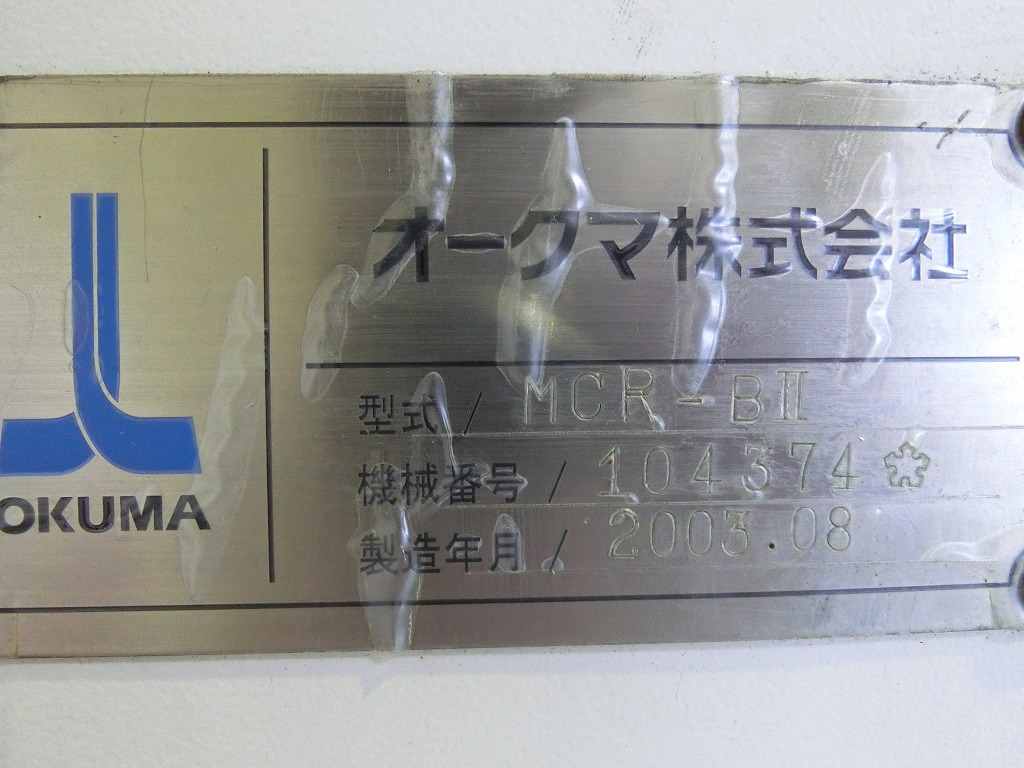 オークマ株式会社
OKUMA
型式 / MCR-BⅡ
機械番号 / 104374
製造年月 / 2003.08